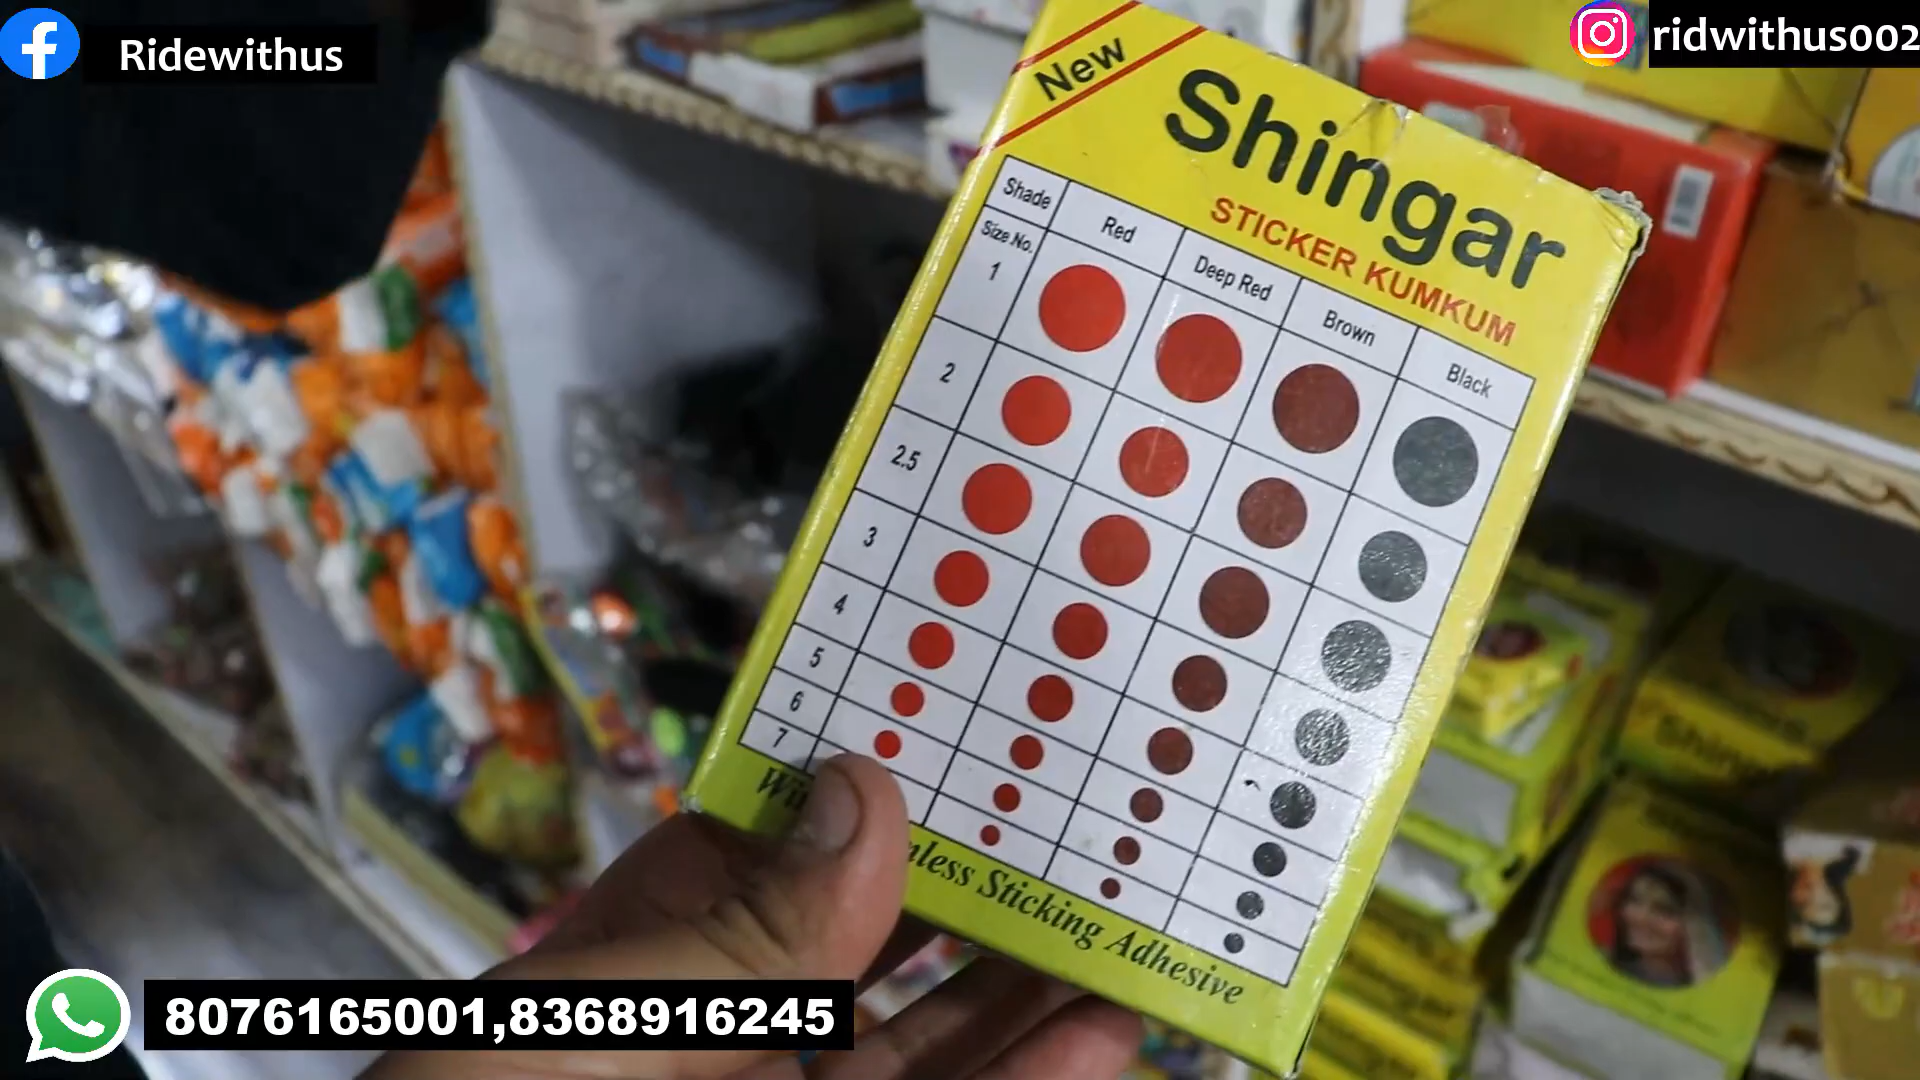 Ridewithus
ridwithus002
New
Shingar
STICKER KUMKUM
Shade
Red
Deep Red
Brown
Black
Size No.
1
2
2.5
3
4
5
6
7
Sticking Adhesive
Shingar
8076165001,8368916245